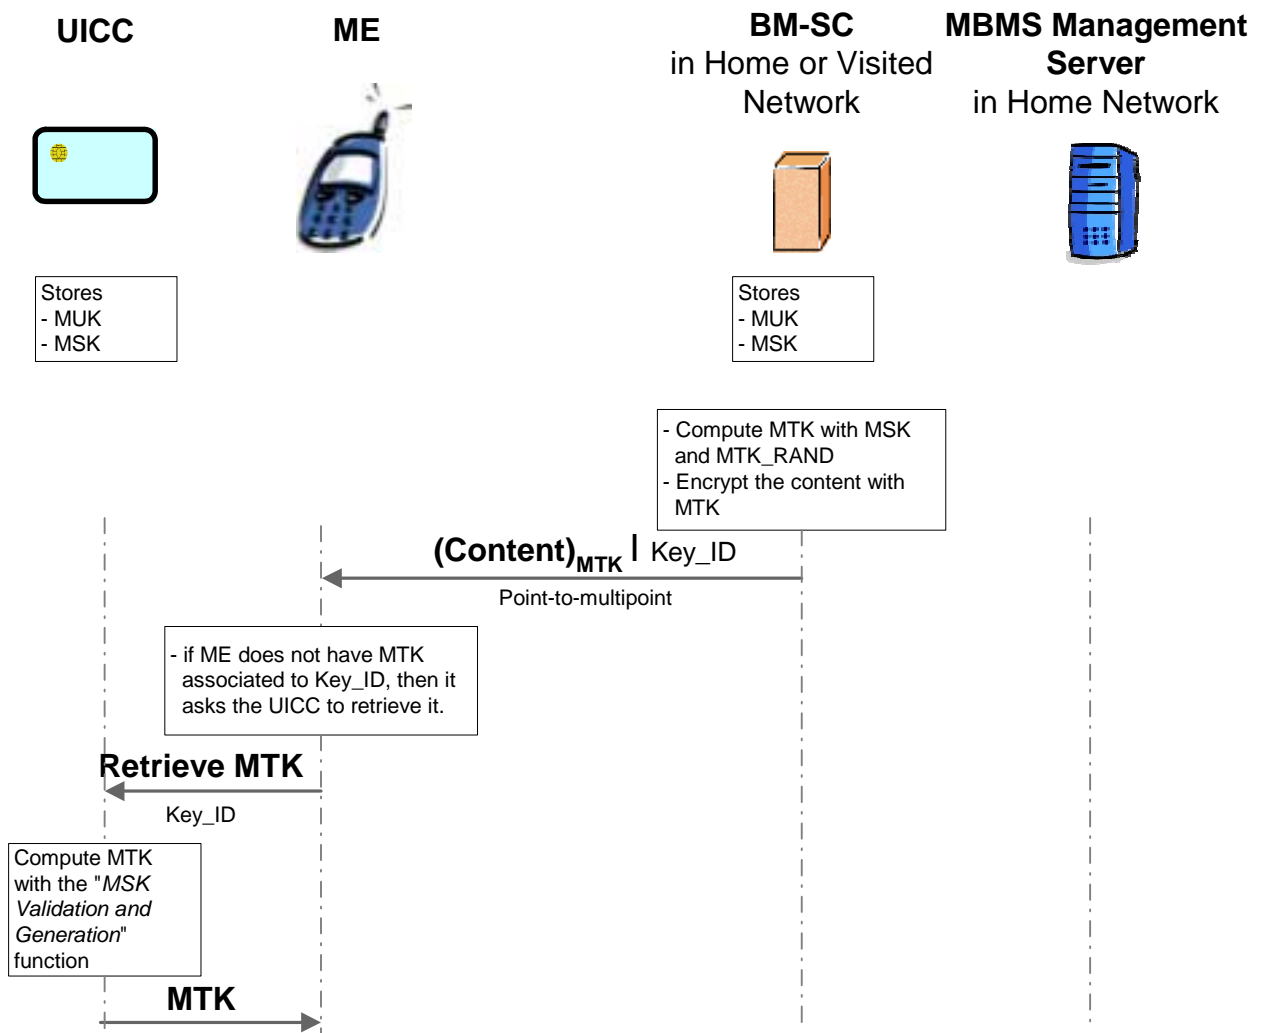 UICC
ME
BM-SC
in Home or Visited
Network
MBMS Management
Server
in Home Network
Stores
- MUK
- MSK
Stores
- MUK
- MSK
- Compute MTK with MSK
and MTK_RAND
- Encrypt the content with
MTK
(Content)MTK | Key_ID
Point-to-multipoint
- if ME does not have MTK
associated to Key_ID, then it
asks the UICC to retrieve it.
Retrieve MTK
Key_ID
Compute MTK
with the "MSK
Validation and
Generation"
function
MTK